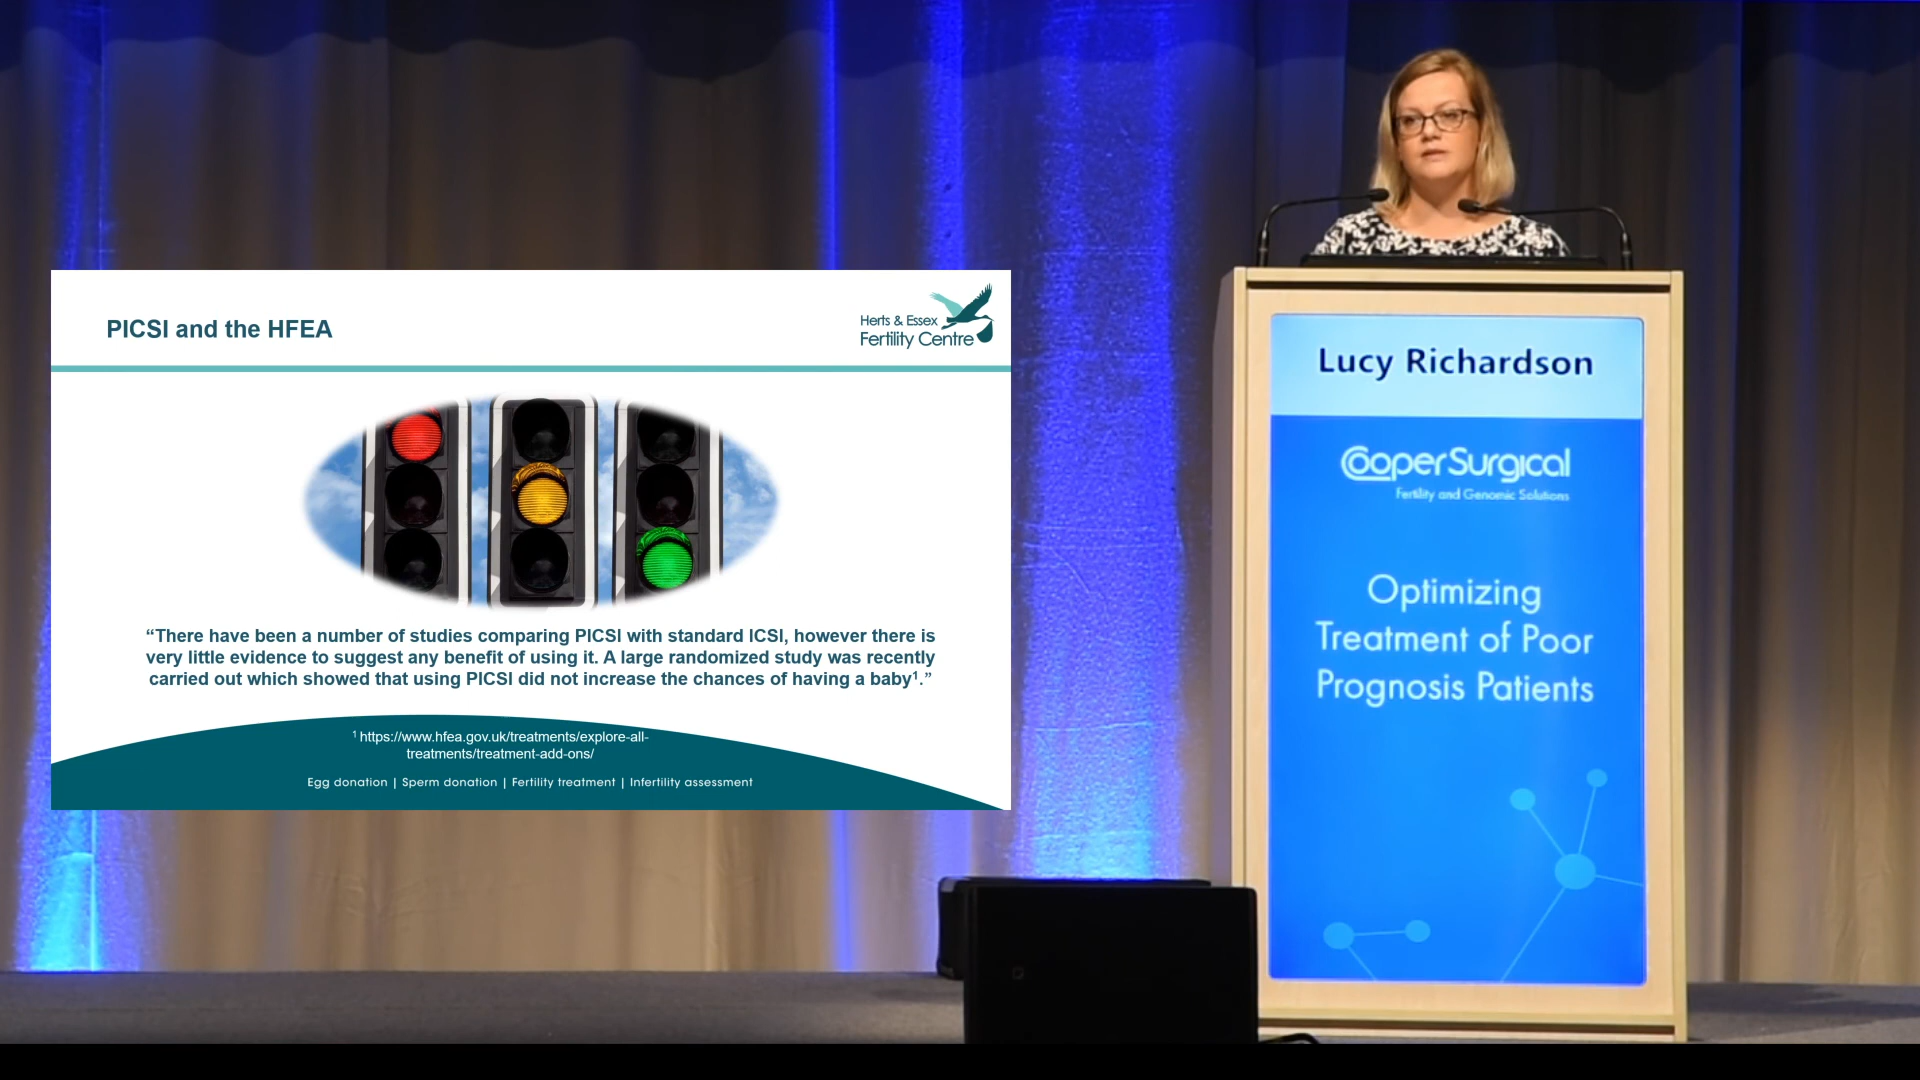 PICSI and the HFEA
Herts & Essex
Fertility Centre
“There have been a number of studies comparing PICSI with standard ICSI, however there is
very little evidence to suggest any benefit of using it. A large randomized study was recently
carried out which showed that using PICSI did not increase the chances of having a baby¹.”
¹ https://www.hfea.gov.uk/treatments/explore-all-
treatments/treatment-add-ons/
Egg donation | Sperm donation | Fertility treatment | Infertility assessment
Lucy Richardson
CooperSurgical
Fertility and Genomic Solutions
Optimizing
Treatment of Poor
Prognosis Patients